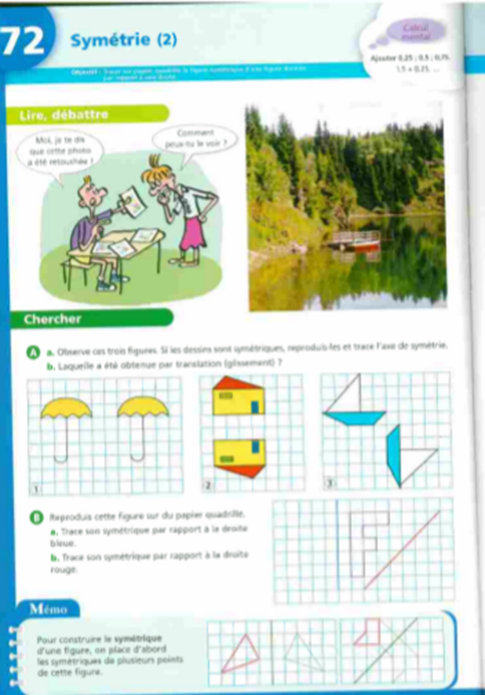 72 Symétrie (2)
Calcul
mental
Ajouter 0,25 ; 0,5 ; 0,75.
1,5 + 0,25, ...
Objectif : Tracer sur papier quadrillé la figure symétrique d'une figure donnée
par rapport à une droite.
Lire, débattre
Moi, je te dis
que cette photo
a été retouchée !
Comment
peux-tu le voir ?
Chercher
A a. Observe ces trois figures. Si les dessins sont symétriques, reproduis-les et trace l'axe de symétrie.
b. Laquelle a été obtenue par translation (glissement) ?
1
2
3
B Reproduis cette figure sur du papier quadrillé.
a. Trace son symétrique par rapport à la droite
bleue.
b. Trace son symétrique par rapport à la droite
rouge.
Mémo
Pour construire le symétrique
d'une figure, on place d'abord
les symétriques de plusieurs points
de cette figure.